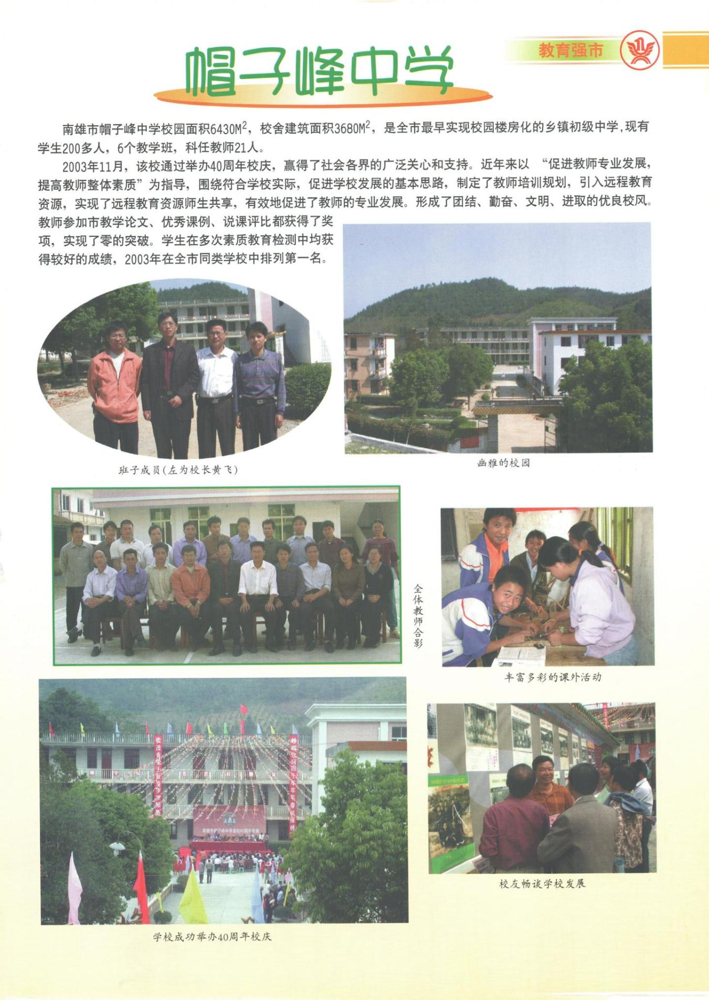 教育强市
帽子峰中学
南雄市帽子峰中学校园面积6430M²，校舍建筑面积3680M²，是全市最早实现校园楼房化的乡镇初级中学,现有
学生200多人，6个教学班，科任教师21人。
2003年11月，该校通过举办40周年校庆，赢得了社会各界的广泛关心和支持。近年来以 “促进教师专业发展，
提高教师整体素质”为指导，围绕符合学校实际，促进学校发展的基本思路，制定了教师培训规划，引入远程教育
资源，实现了远程教育资源师生共享，有效地促进了教师的专业发展。形成了团结、勤奋、文明、进取的优良校风。
教师参加市教学论文、优秀课例、说课评比都获得了奖
项，实现了零的突破。学生在多次素质教育检测中均获
得较好的成绩，2003年在全市同类学校中排列第一名。
班子成员(左为校长黄飞)
幽雅的校园
全体教师合影
丰富多彩的课外活动
南雄市帽子峰中学建校40周年庆典
校友畅谈学校发展
学校成功举办40周年校庆